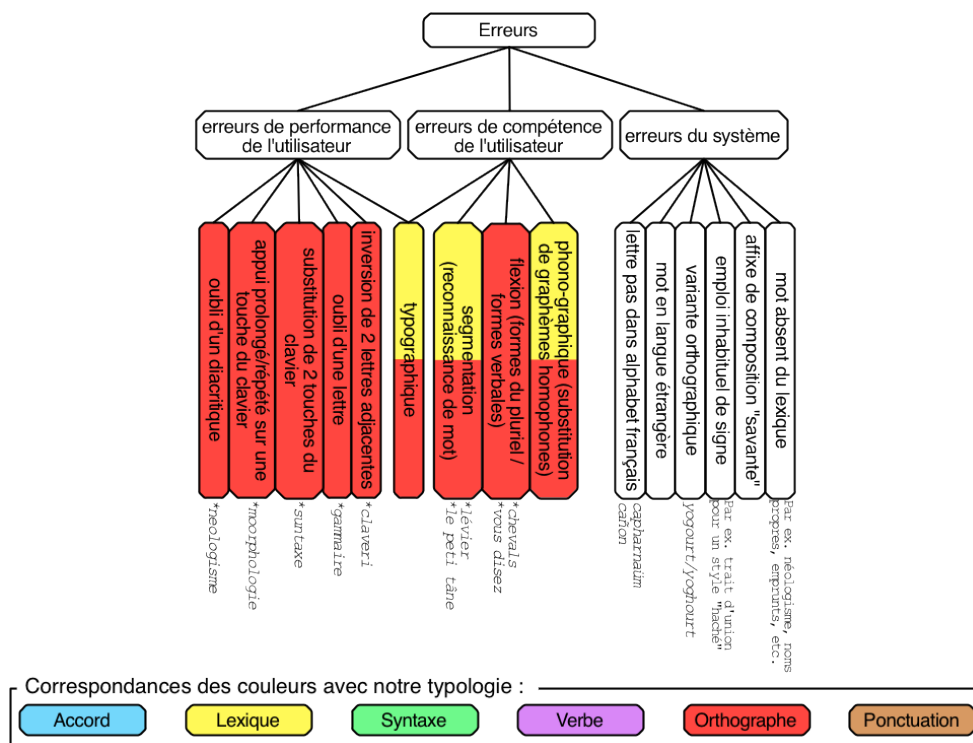 Erreurs
erreurs de performance
de l'utilisateur
erreurs de compétence
de l'utilisateur
erreurs du système
oubli d'un diacritique
appui prolongé/répété sur une
touche du clavier
substitution de 2 touches du
clavier
oubli d'une lettre
inversion de 2 lettres adjacentes
typographique
segmentation
(reconnaissance de mot)
flexion (formes du pluriel /
formes verbales)
phono-graphique (substitution
de graphèmes homophones)
lettre pas dans alphabet français
mot en langue étrangère
variante orthographique
emploi inhabituel de signe
affixe de composition "savante"
mot absent du lexique
*neologisme
*moorphologie
*suntaxe
*gammaire
*claveri
*lévier
*le peti tâne
*chevals
*vous disez
capharnaüm
cañon
yogourt/yoghourt
Par ex. trait d'union
pour un style "haché"
Par ex. néologisme, noms
propres, emprunts, etc.
Correspondances des couleurs avec notre typologie :
Accord
Lexique
Syntaxe
Verbe
Orthographe
Ponctuation